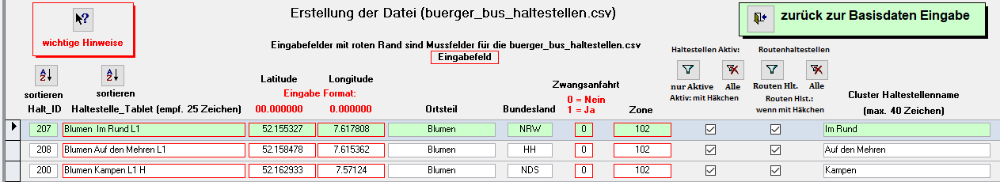 Erstellung der Datei (buerger_bus_haltestellen.csv)
zurück zur Basisdaten Eingabe
wichtige Hinweise
Eingabefelder mit roten Rand sind Mussfelder für die buerger_bus_haltestellen.csv
Eingabefeld
Haltestellen Aktiv:
Routenhaltestellen
sortieren
sortieren
Latitude
Longitude
Eingabe Format:
Zwangsanfahrt
0 = Nein
1 = Ja
nur Aktive
Alle
Aktiv: mit Häkchen
Routen Hlt.
Alle
Routen Hlst.:
wenn mit Häkchen
Cluster Haltestellenname
(max. 40 Zeichen)
Halt_ID Haltestelle_Tablet (empf. 25 Zeichen) 00.000000 0.000000 Ortsteil Bundesland Zone
207 Blumen  Im Rund L1 52.155327 7.617808 Blumen NRW 0 102 Im Rund
208 Blumen Auf den Mehren L1 52.158478 7.615362 Blumen HH 0 102 Auf den Mehren
200 Blumen Kampen L1 H 52.162933 7.57124 Blumen NDS 0 102 Kampen